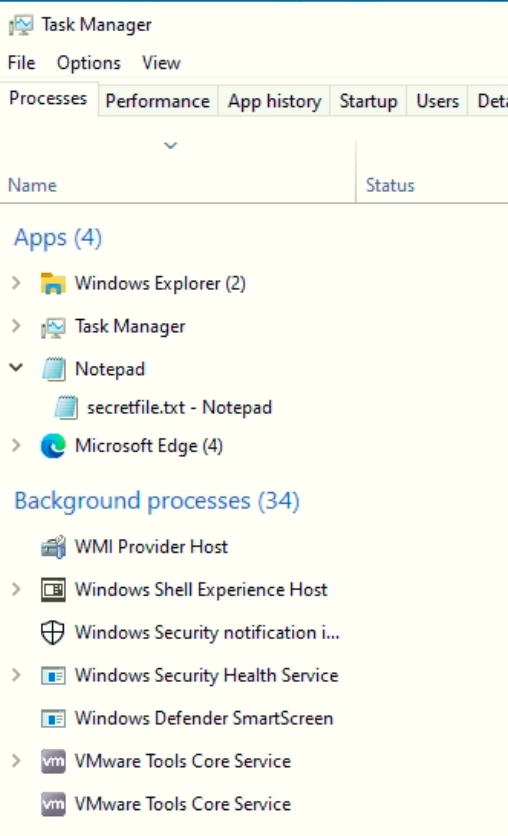 Task Manager
File Options View
Processes Performance App history Startup Users Deta
Name Status
Apps (4)
Windows Explorer (2)
Task Manager
Notepad
secretfile.txt - Notepad
Microsoft Edge (4)
Background processes (34)
WMI Provider Host
Windows Shell Experience Host
Windows Security notification i...
Windows Security Health Service
Windows Defender SmartScreen
vm VMware Tools Core Service
vm VMware Tools Core Service